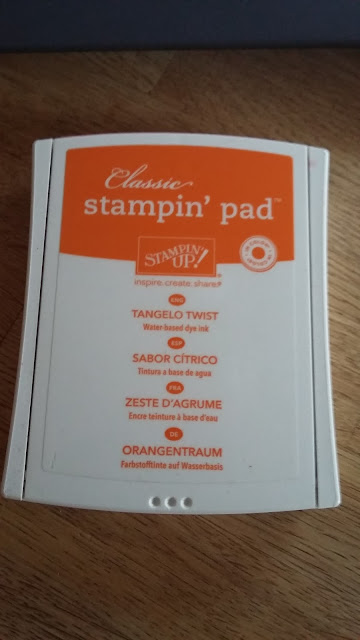 Classic
stampin' pad™
STAMPIN'
UP!®
inspire. create. share.®
ENG
TANGELO TWIST
Water-based dye ink
ESP
SABOR CÍTRICO
Tintura a base de agua
FRA
ZESTE D'AGRUME
Encre teinture à base d'eau
DE
ORANGENTRAUM
Farbstofftinte auf Wasserbasis